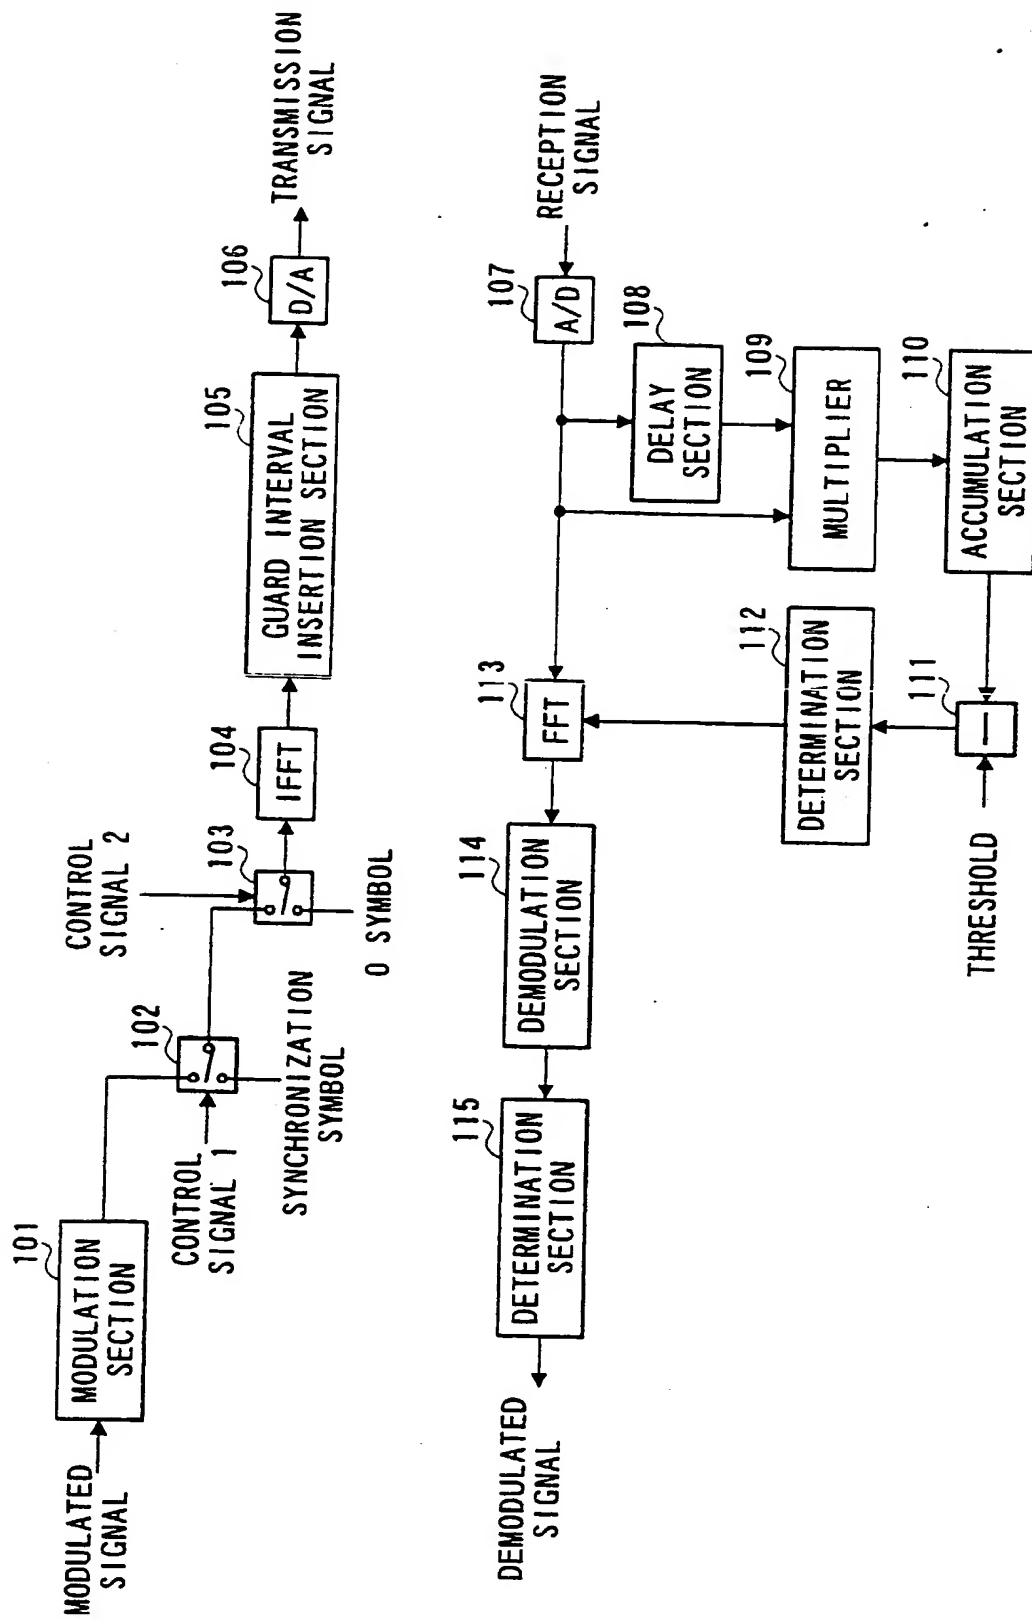 MODULATED
SIGNAL
101
MODULATION
SECTION
CONTROL
SIGNAL 1
102
SYNCHRONIZATION
SYMBOL
CONTROL
SIGNAL 2
103
0 SYMBOL
104
IFFT
105
GUARD INTERVAL
INSERTION SECTION
106
D/A
TRANSMISSION
SIGNAL
RECEPTION
SIGNAL
107
A/D
108
DELAY
SECTION
109
MULTIPLIER
110
ACCUMULATION
SECTION
111
THRESHOLD
112
DETERMINATION
SECTION
113
FFT
114
DEMODULATION
SECTION
115
DETERMINATION
SECTION
DEMODULATED
SIGNAL